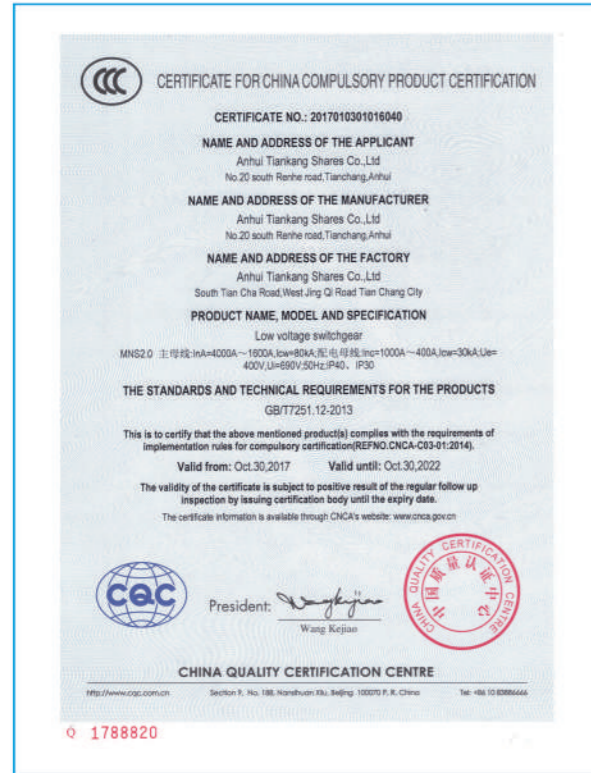 CCC
CERTIFICATE FOR CHINA COMPULSORY PRODUCT CERTIFICATION
CERTIFICATE NO.: 2017010301016040
NAME AND ADDRESS OF THE APPLICANT
Anhui Tiankang Shares Co.,Ltd
No.20 south Renhe road,Tianchang,Anhui
NAME AND ADDRESS OF THE MANUFACTURER
Anhui Tiankang Shares Co.,Ltd
No.20 south Renhe road,Tianchang,Anhui
NAME AND ADDRESS OF THE FACTORY
Anhui Tiankang Shares Co.,Ltd
South Tian Cha Road,West Jing Qi Road Tian Chang City
PRODUCT NAME, MODEL AND SPECIFICATION
Low voltage switchgear
MNS2.0 主母线:InA=4000A～1600A,Icw=80kA;配电母线:Inc=1000A～400A,Icw=30kA;Ue=
400V,Ui=690V;50Hz;IP40、IP30
THE STANDARDS AND TECHNICAL REQUIREMENTS FOR THE PRODUCTS
GB/T7251.12-2013
This is to certify that the above mentioned product(s) complies with the requirements of
implementation rules for compulsory certification(REFNO.CNCA-C03-01:2014).
Valid from: Oct.30,2017 Valid until: Oct.30,2022
The validity of the certificate is subject to positive result of the regular follow up
inspection by issuing certification body until the expiry date.
The certificate information is available through CNCA's website: www.cnca.gov.cn
CQC
President: Wang Kejiao
Wang Kejiao
CHINA QUALITY CERTIFICATION CENTRE
中国质量认证中心
CHINA QUALITY CERTIFICATION CENTRE
http://www.cqc.com.cn Section 9, No. 188, Nansihuan Xilu, Beijing 100070 P. R. China Tel: +86 10 83886666
Q 1788820